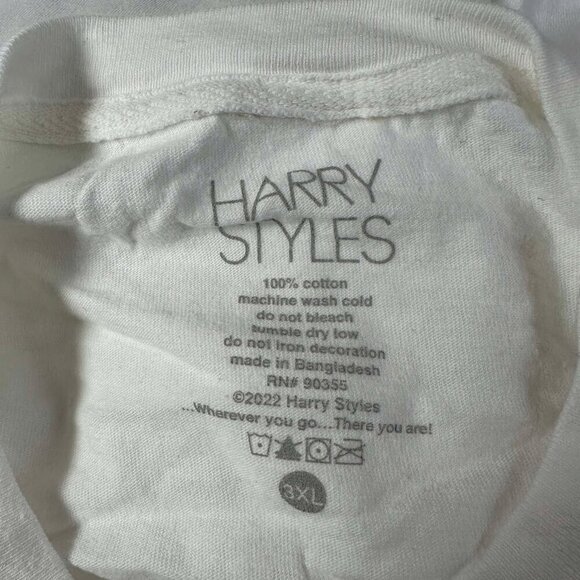 HARRY
STYLES
100% cotton
machine wash cold
do not bleach
tumble dry low
do not iron decoration
made in Bangladesh
RN# 90355
©2022 Harry Styles
...Wherever you go...There you are!
3XL